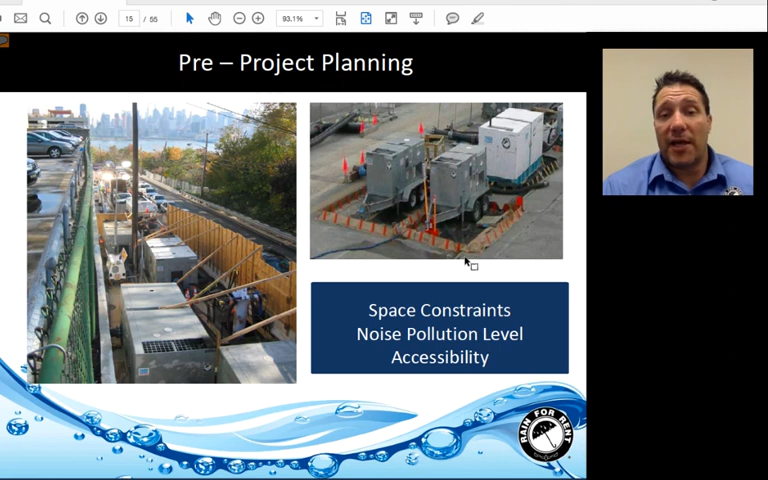 15 / 55
93.1%
Pre – Project Planning
Space Constraints
Noise Pollution Level
Accessibility
RAIN FOR RENT